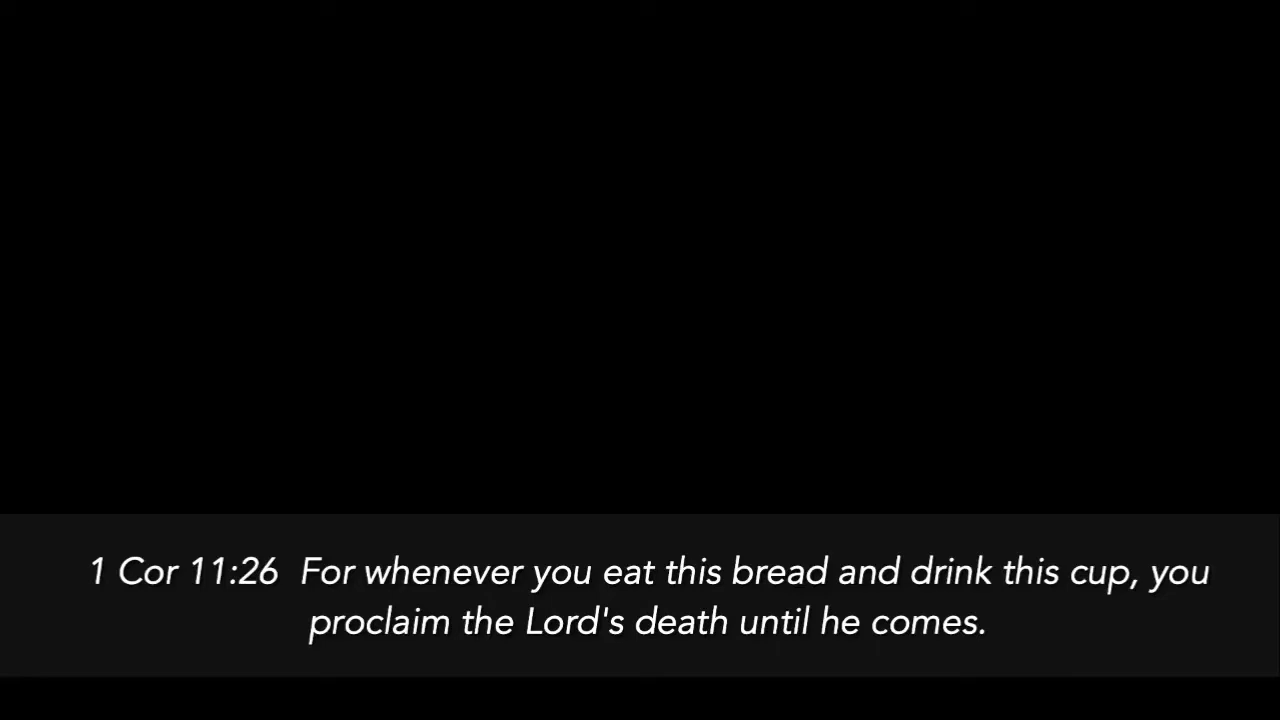 1 Cor 11:26  For whenever you eat this bread and drink this cup, you
proclaim the Lord's death until he comes.